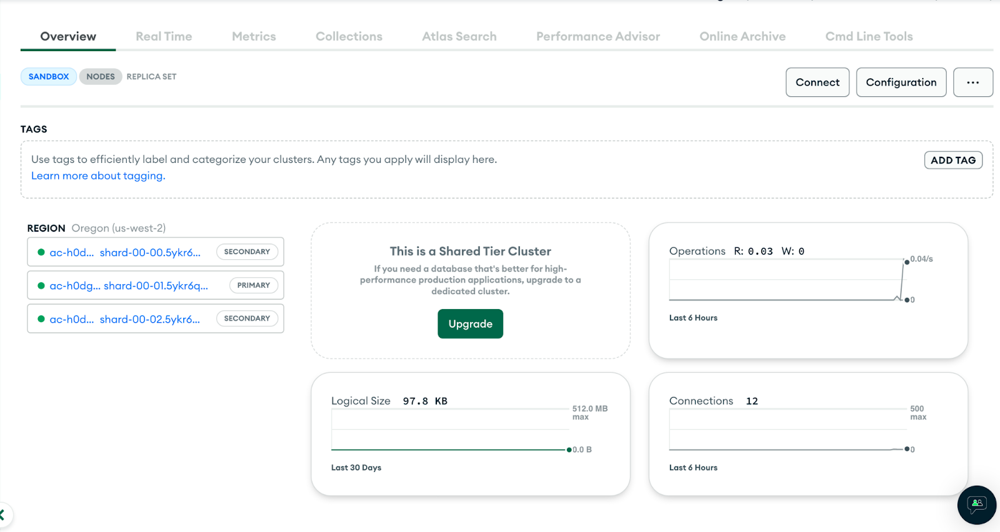 Overview Real Time Metrics Collections Atlas Search Performance Advisor Online Archive Cmd Line Tools
SANDBOX NODES REPLICA SET
Connect Configuration ...
TAGS
Use tags to efficiently label and categorize your clusters. Any tags you apply will display here.
Learn more about tagging.
ADD TAG
REGION Oregon (us-west-2)
ac-h0d... shard-00-00.5ykr6... SECONDARY
ac-h0dg... shard-00-01.5ykr6q... PRIMARY
ac-h0d... shard-00-02.5ykr6... SECONDARY
This is a Shared Tier Cluster
If you need a database that's better for high-
performance production applications, upgrade to a
dedicated cluster.
Upgrade
Operations R: 0.03 W: 0
0.04/s
0
Last 6 Hours
Logical Size 97.8 KB
512.0 MB
max
0.0 B
Last 30 Days
Connections 12
500
max
0
Last 6 Hours